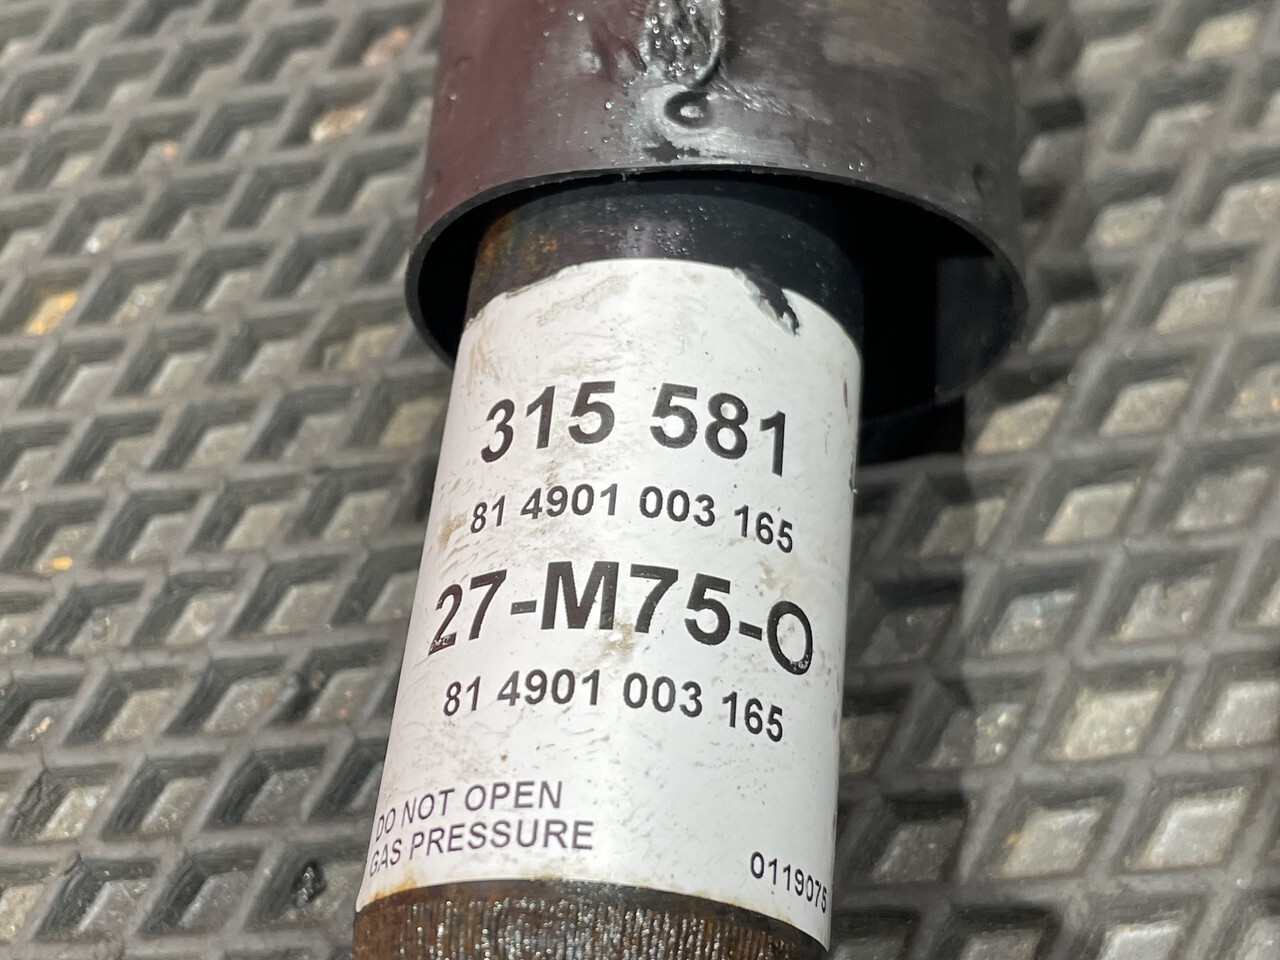 315 581
81 4901 003 165
27-M75-O
81 4901 003 165
DO NOT OPEN
GAS PRESSURE
0119075